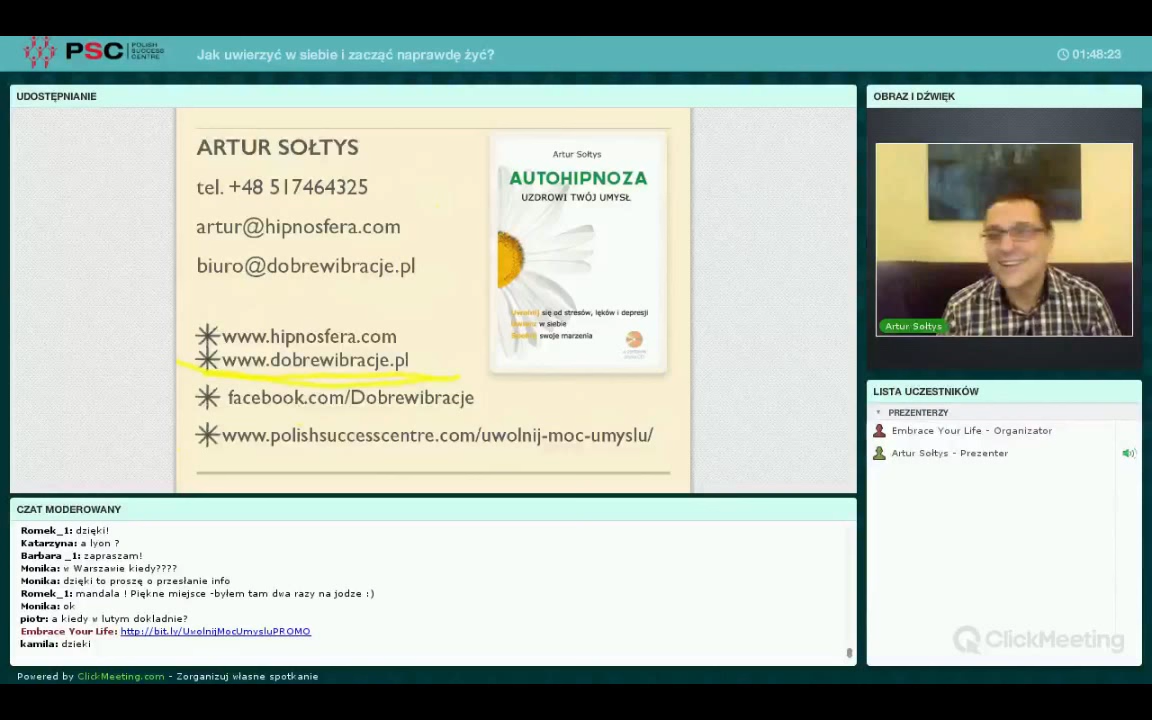 PSC POLISH SUCCESS CENTRE
Jak uwierzyć w siebie i zacząć naprawdę żyć?
01:48:23
UDOSTĘPNIANIE
ARTUR SOŁTYS
tel. +48 517464325
artur@hipnosfera.com
biuro@dobrewibracje.pl
www.hipnosfera.com
www.dobrewibracje.pl
facebook.com/Dobrewibracje
www.polishsuccesscentre.com/uwolnij-moc-umyslu/
Artur Sołtys
AUTOHIPNOZA
UZDROWI TWÓJ UMYSŁ
się od stresów, lęków i depresji
w siebie
swoje marzenia
OBRAZ I DŹWIĘK
Artur Sołtys
LISTA UCZESTNIKÓW
PREZENTERZY
Embrace Your Life - Organizator
Artur Sołtys - Prezenter
ClickMeeting
CZAT MODEROWANY
Romek_1: dzięki!
Katarzyna: a lyon ?
Barbara _1: zapraszam!
Monika: w Warszawie kiedy????
Monika: dzięki to proszę o przesłanie info
Romek_1: mandala ! Piękne miejsce -byłem tam dwa razy na jodze :)
Monika: ok
piotr: a kiedy w lutym dokladnie?
Embrace Your Life: http://bit.ly/UwolnijMocUmysluPROMO
kamila: dzieki
Powered by ClickMeeting.com - Zorganizuj własne spotkanie